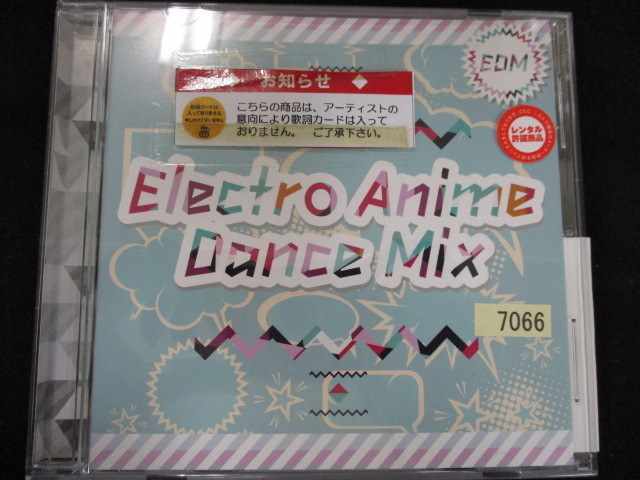 EDM
お知らせ
こちらの商品は、アーティストの
意向により歌詞カードは入って
おりません。 ご了承下さい。
レンタル
許諾商品
Electro Anime
Dance Mix
7066